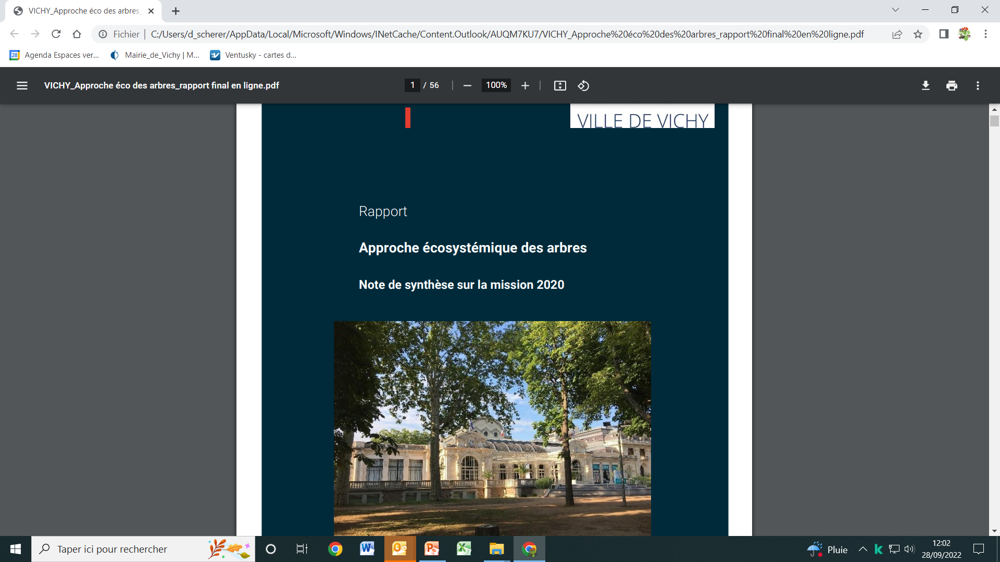 VICHY_Approche éco des arbres_
Fichier
C:/Users/d_scherer/AppData/Local/Microsoft/Windows/INetCache/Content.Outlook/AUQM7KU7/VICHY_Approche%20éco%20des%20arbres_rapport%20final%20en%20ligne.pdf
28 Agenda Espaces ver...
Mairie_de_Vichy | M...
Ventusky - cartes d...
VICHY_Approche éco des arbres_rapport final en ligne.pdf
1 / 56
100%
VILLE DE VICHY
Rapport
Approche écosystémique des arbres
Note de synthèse sur la mission 2020
Taper ici pour rechercher
Pluie
12:02
28/09/2022